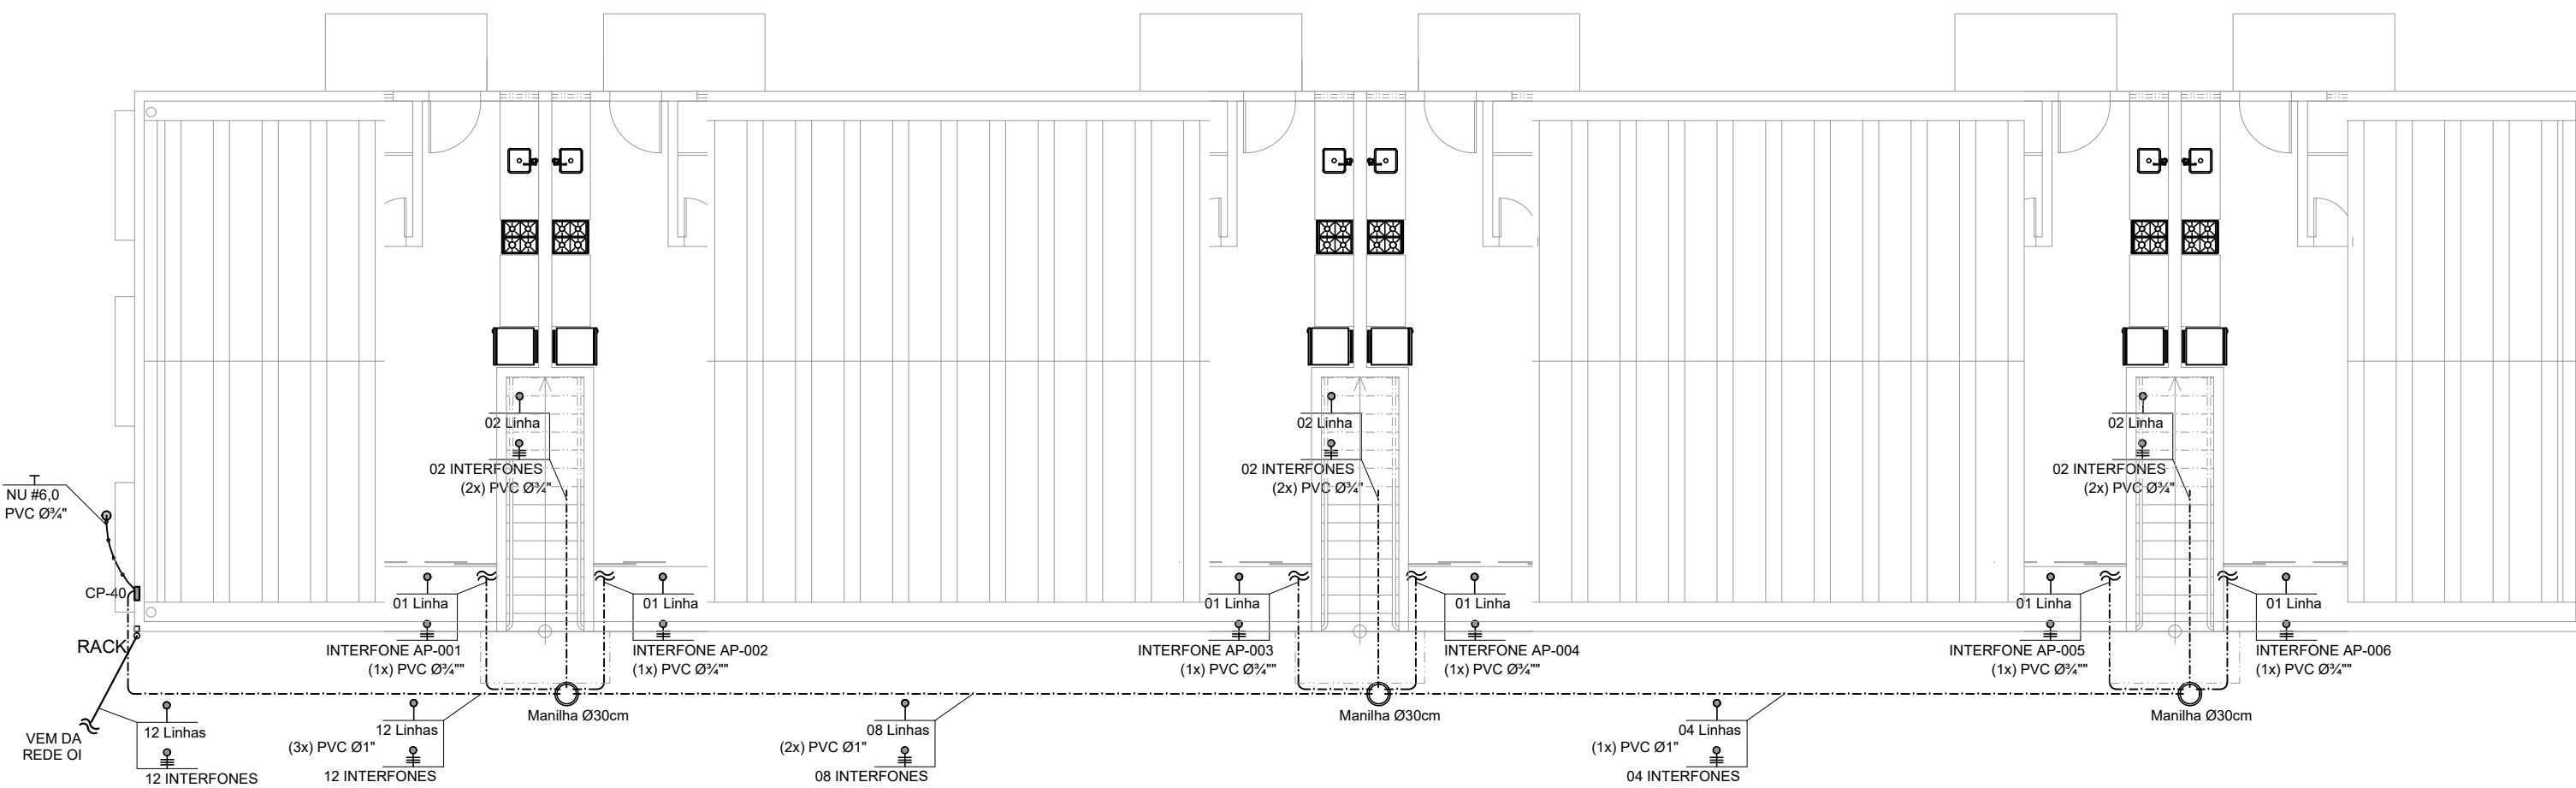 02 Linha
02 INTERFONES
(2x) PVC Ø¾"
02 Linha
02 INTERFONES
(2x) PVC Ø¾"
02 Linha
02 INTERFONES
(2x) PVC Ø¾"
T
NU #6,0
PVC Ø¾"
CP-40
RACK
01 Linha
INTERFONE AP-001
(1x) PVC Ø¾""
01 Linha
INTERFONE AP-002
(1x) PVC Ø¾""
01 Linha
INTERFONE AP-003
(1x) PVC Ø¾""
01 Linha
INTERFONE AP-004
(1x) PVC Ø¾""
01 Linha
INTERFONE AP-005
(1x) PVC Ø¾""
01 Linha
INTERFONE AP-006
(1x) PVC Ø¾""
Manilha Ø30cm
Manilha Ø30cm
Manilha Ø30cm
VEM DA
REDE OI
12 Linhas
12 INTERFONES
12 Linhas
(3x) PVC Ø1"
12 INTERFONES
08 Linhas
(2x) PVC Ø1"
08 INTERFONES
04 Linhas
(1x) PVC Ø1"
04 INTERFONES